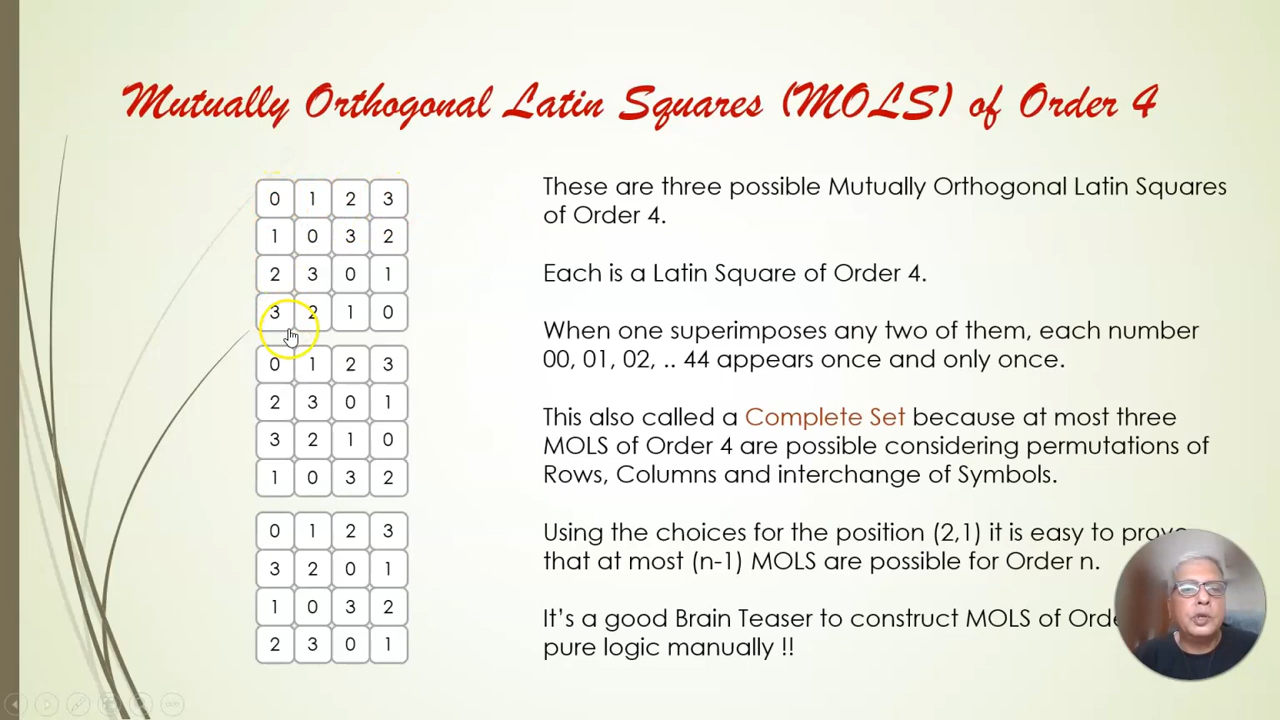 Mutually Orthogonal Latin Squares (MOLS) of Order 4
0 1 2 3
1 0 3 2
2 3 0 1
3 2 1 0
0 1 2 3
2 3 0 1
3 2 1 0
1 0 3 2
0 1 2 3
3 2 0 1
1 0 3 2
2 3 0 1
These are three possible Mutually Orthogonal Latin Squares
of Order 4.
Each is a Latin Square of Order 4.
When one superimposes any two of them, each number
00, 01, 02, .. 44 appears once and only once.
This also called a Complete Set because at most three
MOLS of Order 4 are possible considering permutations of
Rows, Columns and interchange of Symbols.
Using the choices for the position (2,1) it is easy to prove
that at most (n-1) MOLS are possible for Order n.
It's a good Brain Teaser to construct MOLS of
pure logic manually !!